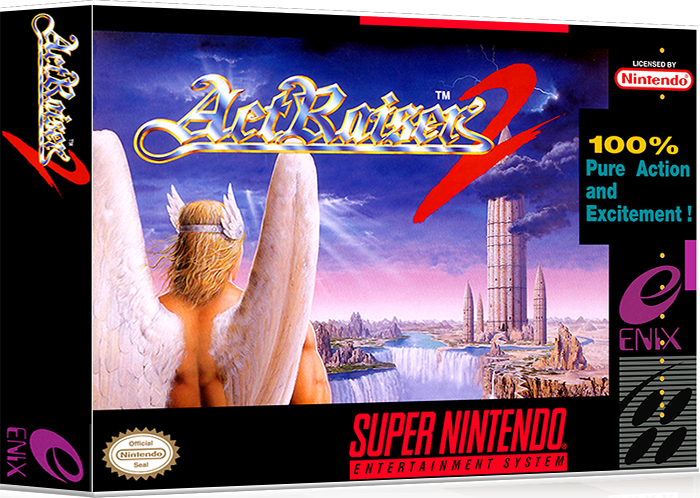 ActRaiser 2
TM
ENIX
ActRaiser 2
TM
LICENSED BY
Nintendo
100%
Pure Action
and
Excitement !
ENIX
Official
Nintendo
Seal
SUPER NINTENDO
ENTERTAINMENT SYSTEM